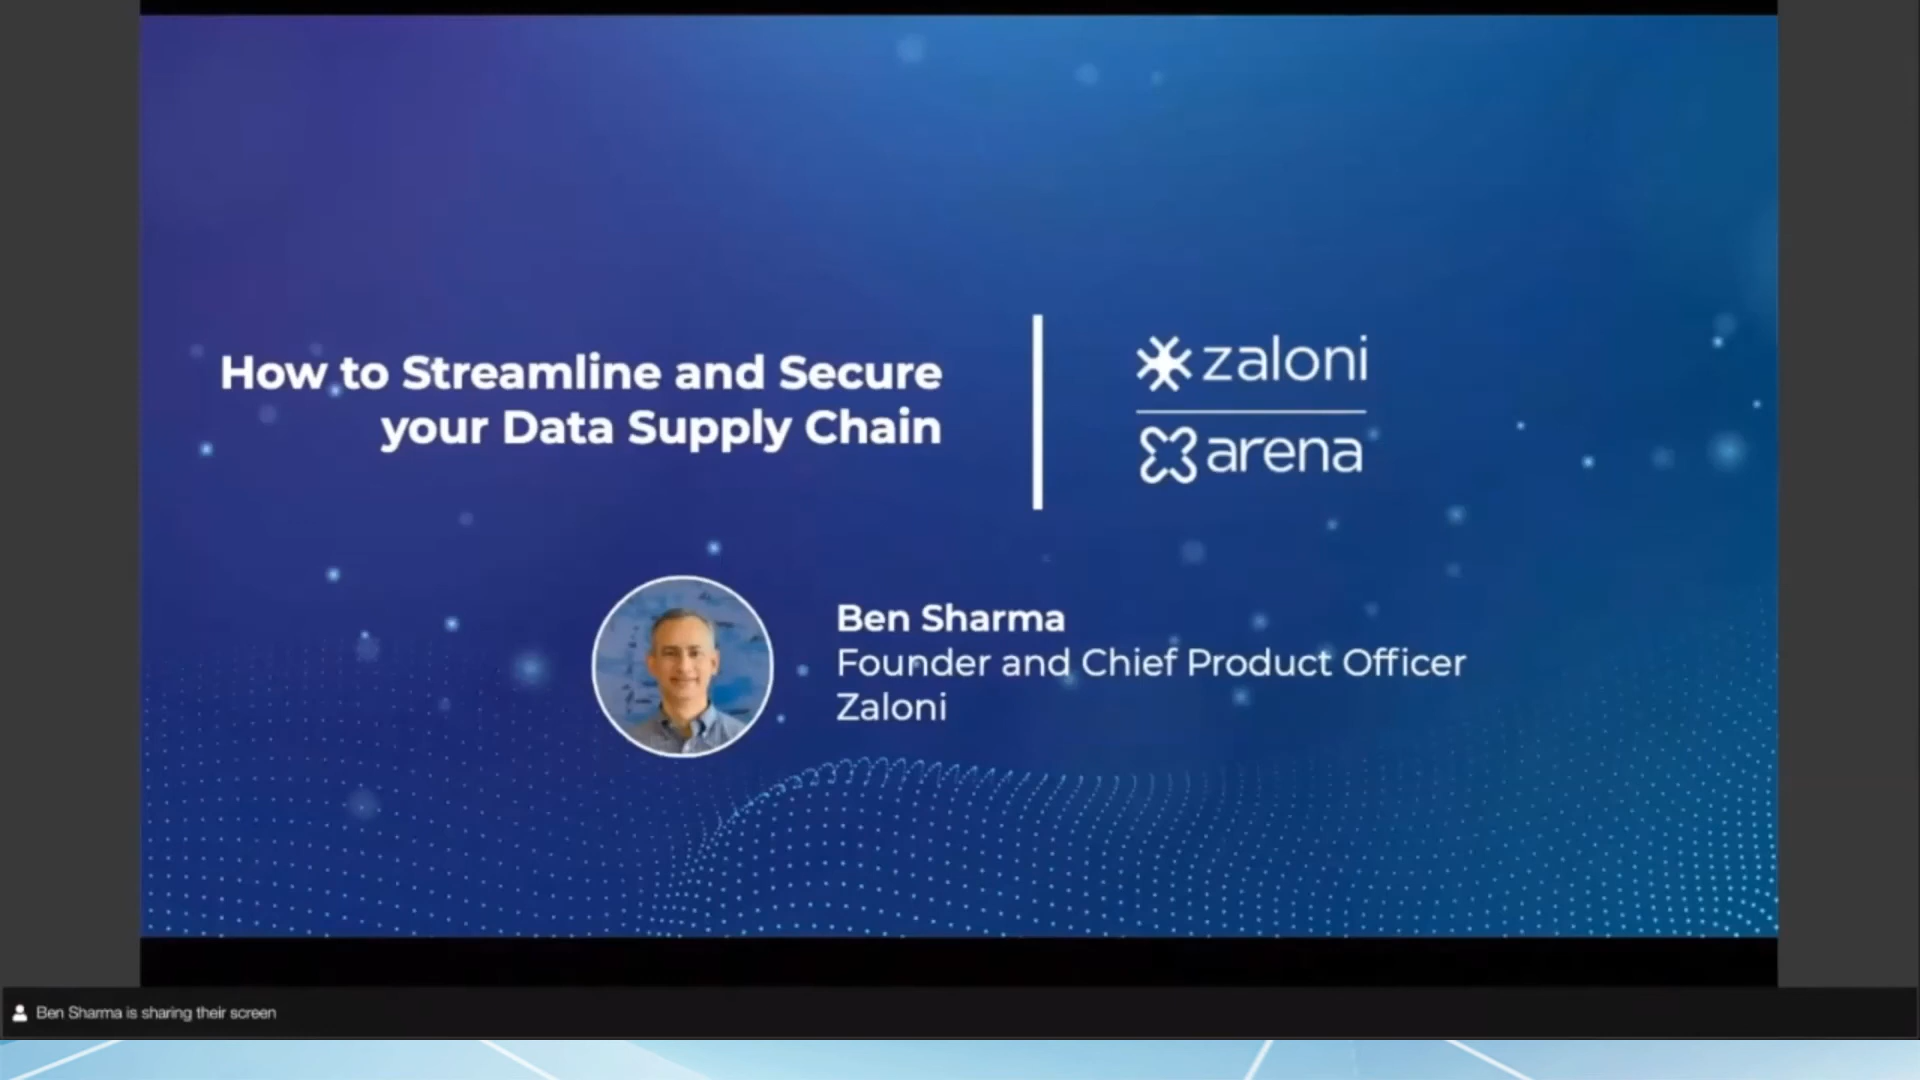 How to Streamline and Secure
your Data Supply Chain
zaloni
arena
Ben Sharma
Founder and Chief Product Officer
Zaloni
Ben Sharma is sharing their screen